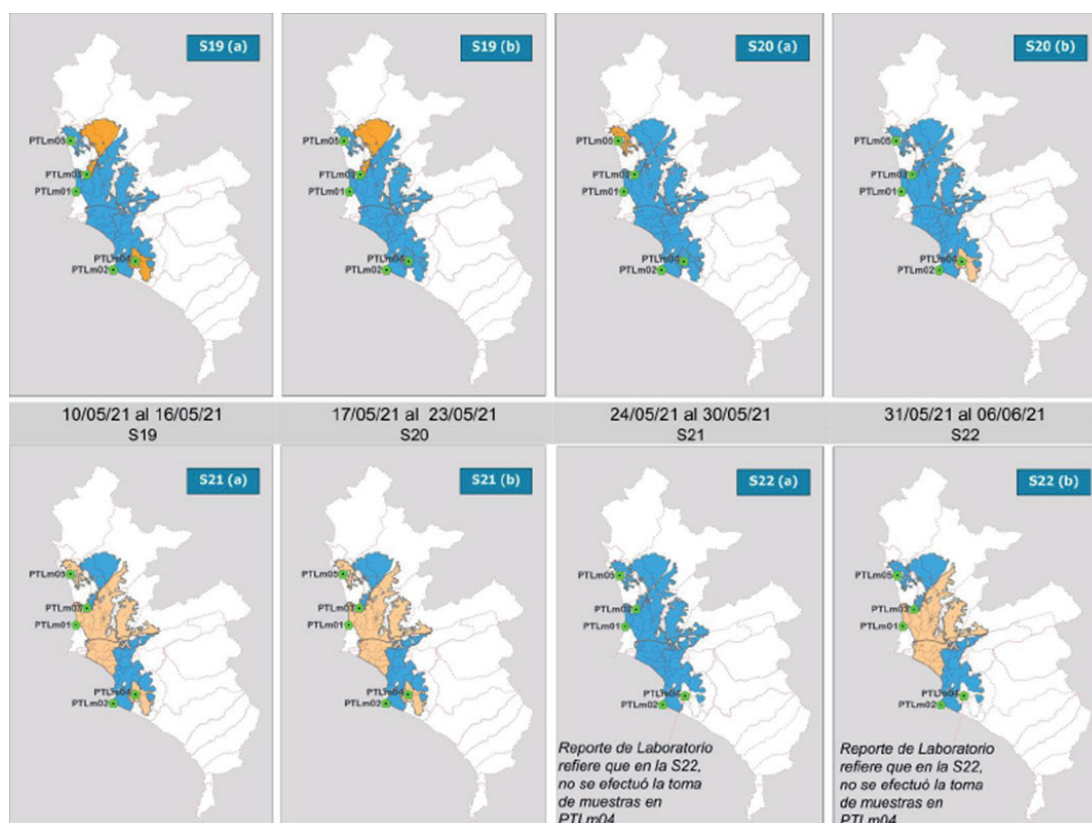 S19 (a)
S19 (b)
S20 (a)
S20 (b)
PTLm05
PTLm03
PTLm01
PTLm04
PTLm02
PTLm05
PTLm03
PTLm01
PTLm04
PTLm02
PTLm05
PTLm03
PTLm01
PTLm04
PTLm02
PTLm05
PTLm03
PTLm01
PTLm04
PTLm02
10/05/21 al 16/05/21
S19
17/05/21 al 23/05/21
S20
24/05/21 al 30/05/21
S21
31/05/21 al 06/06/21
S22
S21 (a)
S21 (b)
S22 (a)
S22 (b)
PTLm05
PTLm03
PTLm01
PTLm04
PTLm02
PTLm05
PTLm03
PTLm01
PTLm04
PTLm02
PTLm05
PTLm03
PTLm01
PTLm04
PTLm02
Reporte de Laboratorio
refiere que en la S22,
no se efectuó la toma
de muestras en
PTLm04
PTLm05
PTLm03
PTLm01
PTLm04
PTLm02
Reporte de Laboratorio
refiere que en la S22,
no se efectuó la toma
de muestras en
PTLm04